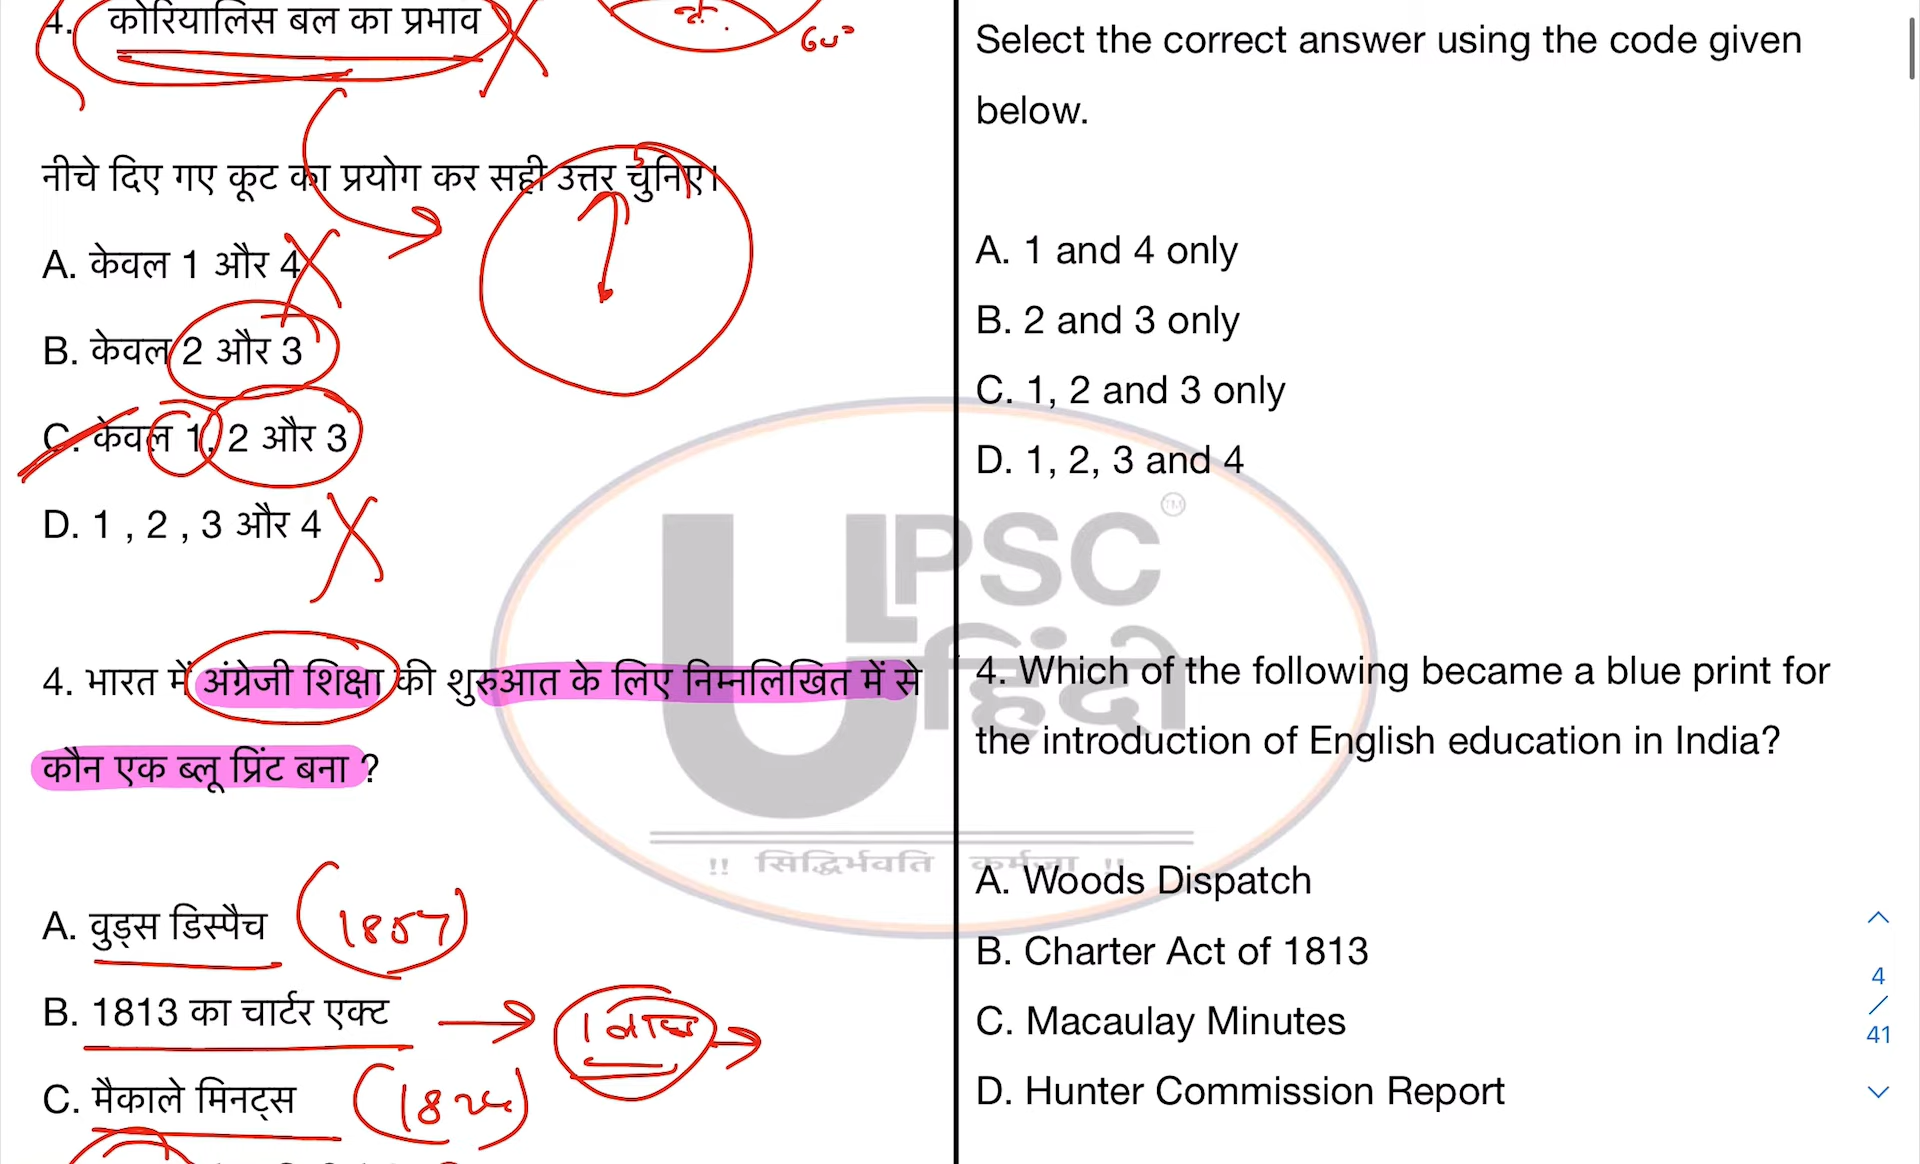 4. कोरियालिस बल का प्रभाव
60°
नीचे दिए गए कूट का प्रयोग कर सही उत्तर चुनिए।
A. केवल 1 और 4
B. केवल 2 और 3
C. केवल 1, 2 और 3
D. 1 , 2 , 3 और 4
4. भारत में अंग्रेजी शिक्षा की शुरुआत के लिए निम्नलिखित में से
कौन एक ब्लू प्रिंट बना ?
A. वुड्स डिस्पैच (1857)
B. 1813 का चार्टर एक्ट
1 लाख
C. मैकाले मिनट्स
Select the correct answer using the code given
below.
A. 1 and 4 only
B. 2 and 3 only
C. 1, 2 and 3 only
D. 1, 2, 3 and 4
4. Which of the following became a blue print for
the introduction of English education in India?
A. Woods Dispatch
B. Charter Act of 1813
C. Macaulay Minutes
D. Hunter Commission Report
UPSC
TM
हिंदी
!! सिद्धिर्भवति कर्मजा !!
4
/
41